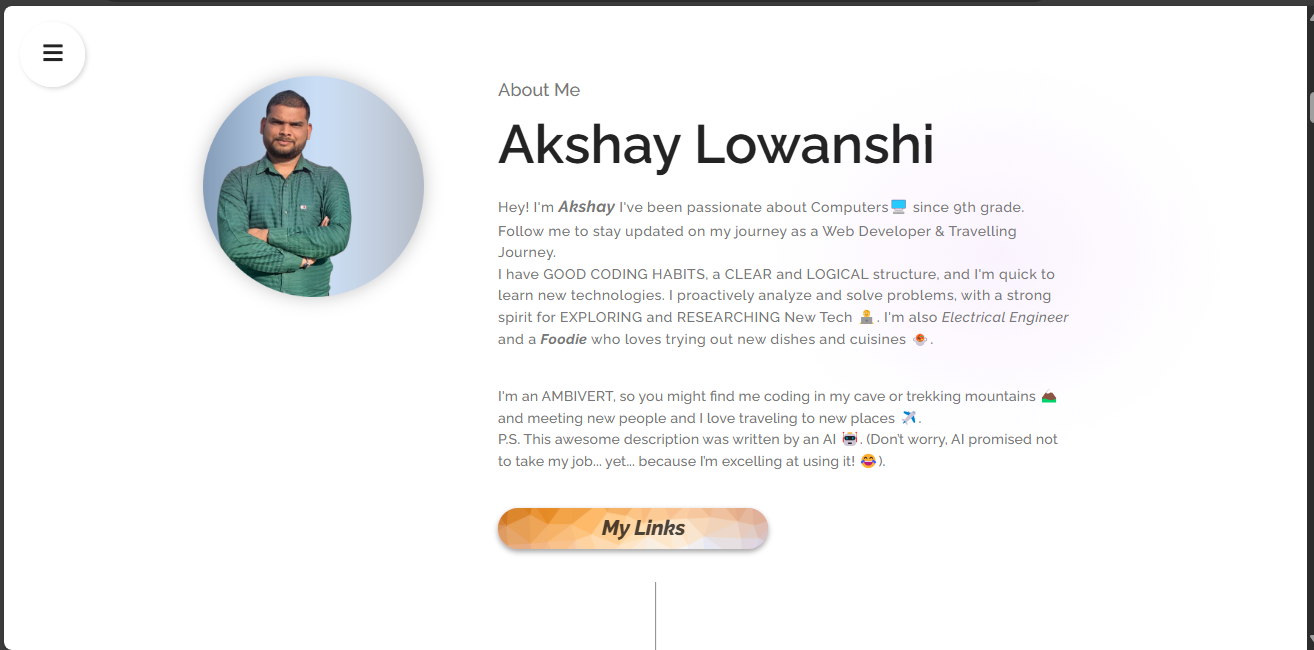 About Me
Akshay Lowanshi
Hey! I'm Akshay I've been passionate about Computers🖥️ since 9th grade.
Follow me to stay updated on my journey as a Web Developer & Travelling
Journey.
I have GOOD CODING HABITS, a CLEAR and LOGICAL structure, and I'm quick to
learn new technologies. I proactively analyze and solve problems, with a strong
spirit for EXPLORING and RESEARCHING New Tech 🧑‍💻. I'm also Electrical Engineer
and a Foodie who loves trying out new dishes and cuisines 🍲.
I'm an AMBIVERT, so you might find me coding in my cave or trekking mountains ⛰️
and meeting new people and I love traveling to new places ✈️.
P.S. This awesome description was written by an AI 🤖. (Don't worry, AI promised not
to take my job... yet... because I'm excelling at using it! 😂).
My Links